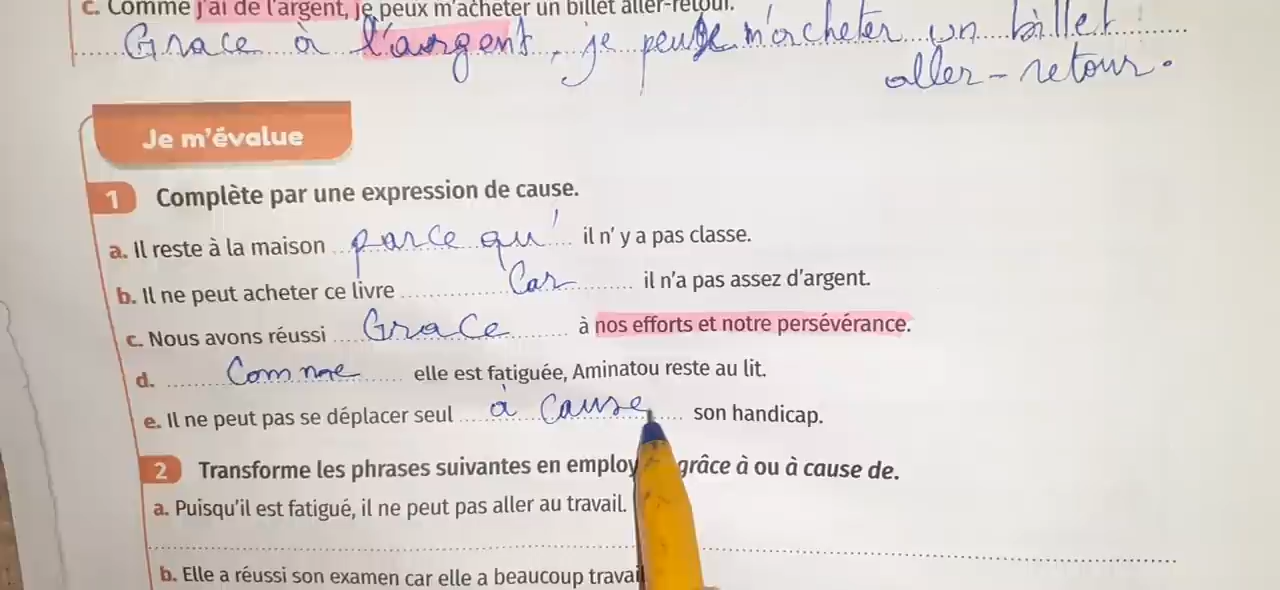 c. Comme j'ai de l'argent, je peux m'acheter un billet aller-retour.
Grace à l'argent, je peux m'acheter un billet
aller-retour.
Je m'évalue
1 Complète par une expression de cause.
a. Il reste à la maison parce qu' il n' y a pas classe.
b. Il ne peut acheter ce livre Car il n'a pas assez d'argent.
c. Nous avons réussi Grace à nos efforts et notre persévérance.
d. Comme elle est fatiguée, Aminatou reste au lit.
e. Il ne peut pas se déplacer seul à cause son handicap.
2 Transforme les phrases suivantes en employ grâce à ou à cause de.
a. Puisqu'il est fatigué, il ne peut pas aller au travail.
b. Elle a réussi son examen car elle a beaucoup travai